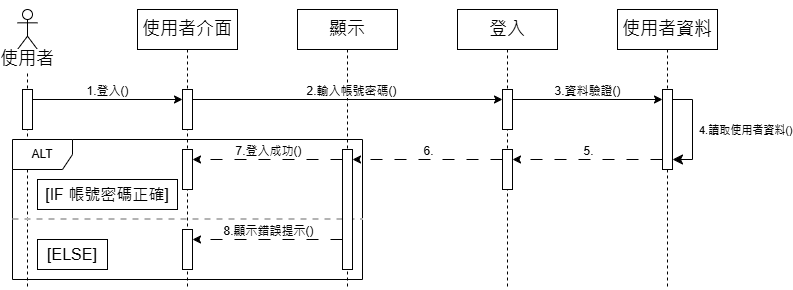 使用者
使用者介面
顯示
登入
使用者資料
1.登入()
2.輸入帳號密碼()
3.資料驗證()
4.讀取使用者資料()
ALT
7.登入成功()
6.
5.
[IF 帳號密碼正確]
8.顯示錯誤提示()
[ELSE]